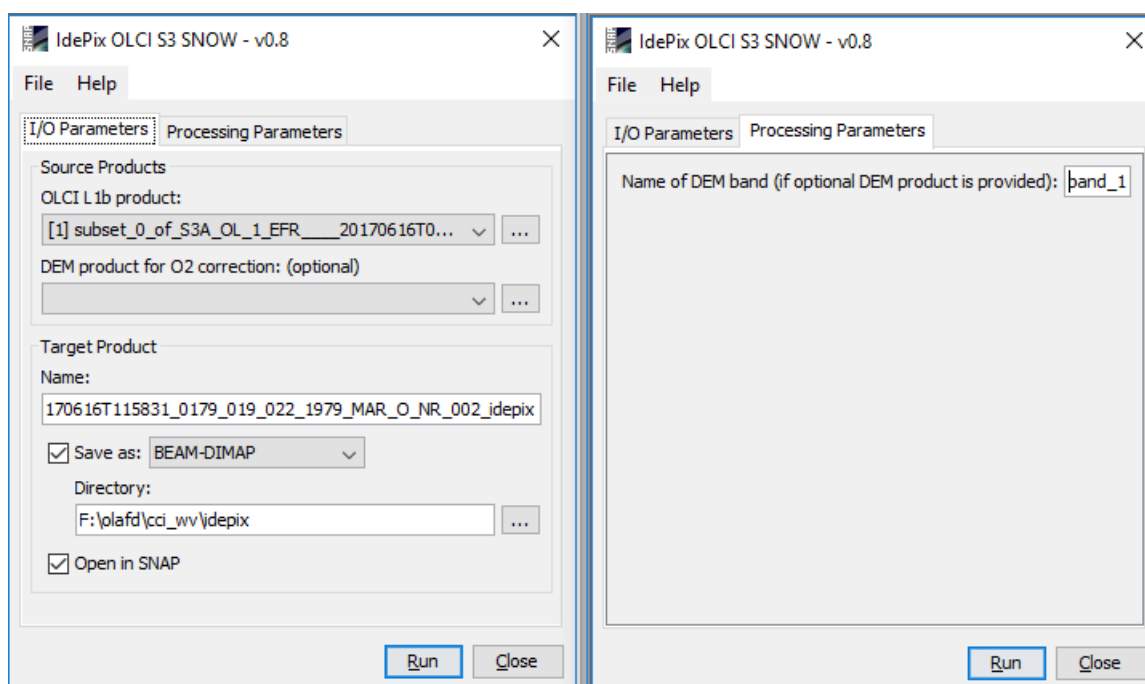 IdePix OLCI S3 SNOW - v0.8
File Help
I/O Parameters Processing Parameters
Source Products
OLCI L1b product:
[1] subset_0_of_S3A_OL_1_EFR____20170616T0... ...
DEM product for O2 correction: (optional)
...
Target Product
Name:
170616T115831_0179_019_022_1979_MAR_O_NR_002_idepix
Save as: BEAM-DIMAP
Directory:
F:\olafd\cci_wv\idepix ...
Open in SNAP
Run Close
IdePix OLCI S3 SNOW - v0.8
File Help
I/O Parameters Processing Parameters
Name of DEM band (if optional DEM product is provided): band_1
Run Close